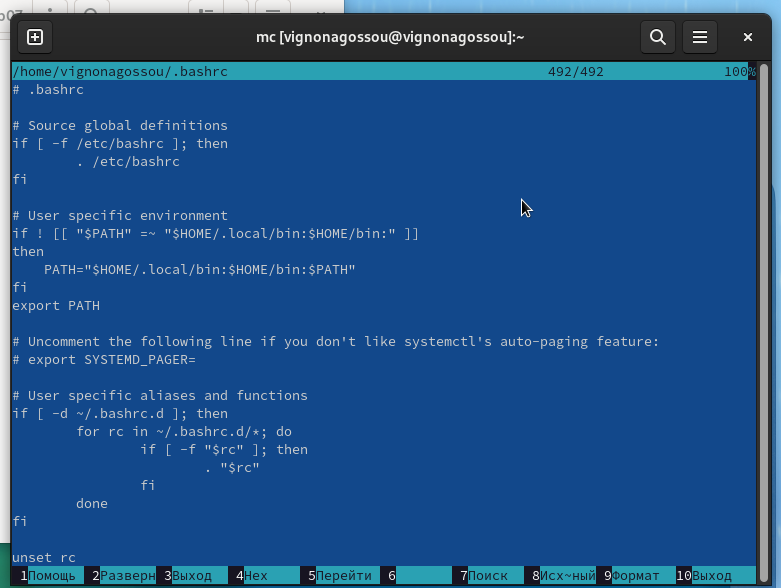 mc [vignonagossou@vignonagossou]:~
/home/vignonagossou/.bashrc 492/492 100%
# .bashrc
# Source global definitions
if [ -f /etc/bashrc ]; then
        . /etc/bashrc
fi
# User specific environment
if ! [[ "$PATH" =~ "$HOME/.local/bin:$HOME/bin:" ]]
then
    PATH="$HOME/.local/bin:$HOME/bin:$PATH"
fi
export PATH
# Uncomment the following line if you don't like systemctl's auto-paging feature:
# export SYSTEMD_PAGER=
# User specific aliases and functions
if [ -d ~/.bashrc.d ]; then
        for rc in ~/.bashrc.d/*; do
                if [ -f "$rc" ]; then
                        . "$rc"
                fi
        done
fi
unset rc
1Помощь 2Разверн 3Выход 4Hex 5Перейти 6 7Поиск 8Исх~ный 9Формат 10Выход